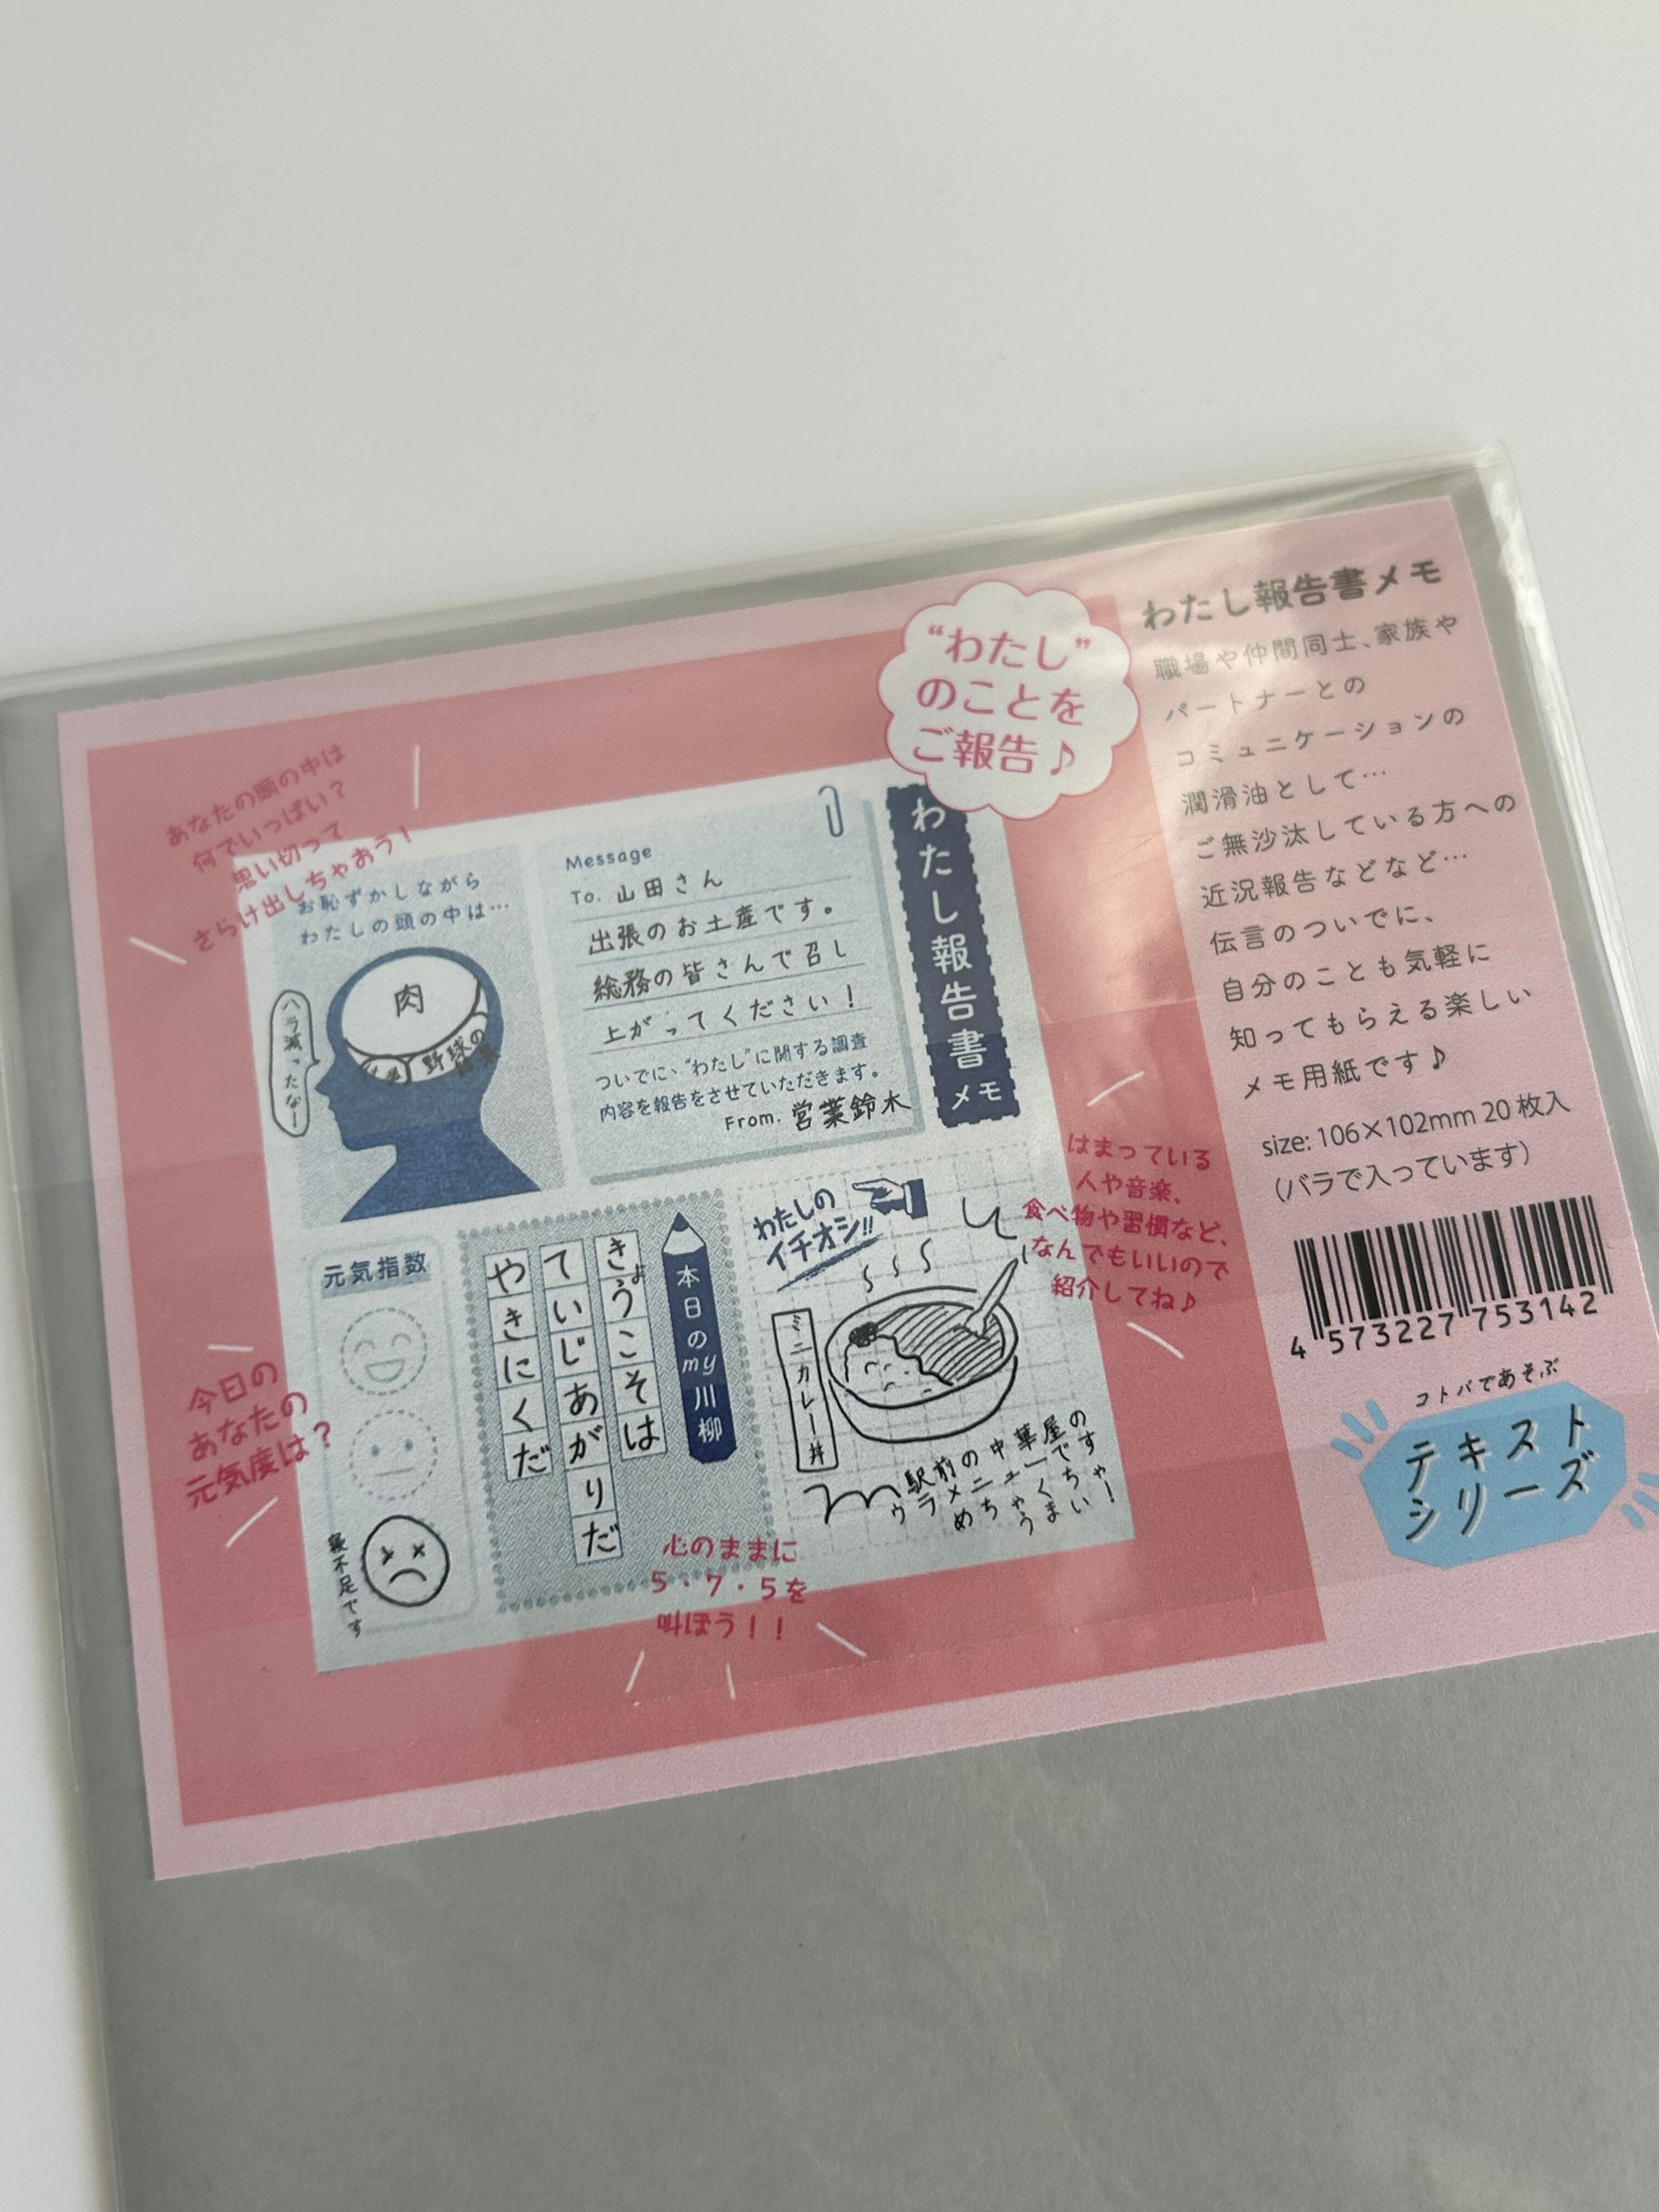 わたし報告書メモ
職場や仲間同士、家族や
パートナーとの
コミュニケーションの
潤滑油として…
ご無沙汰している方への
近況報告などなど…
伝言のついでに、
自分のことも気軽に
知ってもらえる楽しい
メモ用紙です♪
size: 106×102mm 20枚入
(バラで入っています)
4 573227 753142
コトバであそぶ
テキスト
シリーズ
“わたし”
のことを
ご報告♪
わたし報告書メモ
あなたの頭の中は
何でいっぱい?
思い切って
さらけ出しちゃおう!
お恥ずかしながら
わたしの頭の中は…
肉
野球の
ハラ減ったなー
Message
To. 山田さん
出張のお土産です。
総務の皆さんで召し
上がってください!
ついでに、“わたし”に関する調査
内容を報告をさせていただきます。
From. 営業鈴木
わたしの
イチオシ!!
ミニカレー丼
駅前の中華屋の
ラメニューですゃ!
はまっている
人や音楽、
食べ物や習慣など、
なんでもいいので
紹介してね♪
本日のmy川柳
きょうこそは
ていじあがりだ
やきにくだ
心のままに
5・7・5を
叫ぼう!!
元気指数
寝不足です
今日の
あなたの
元気度は?